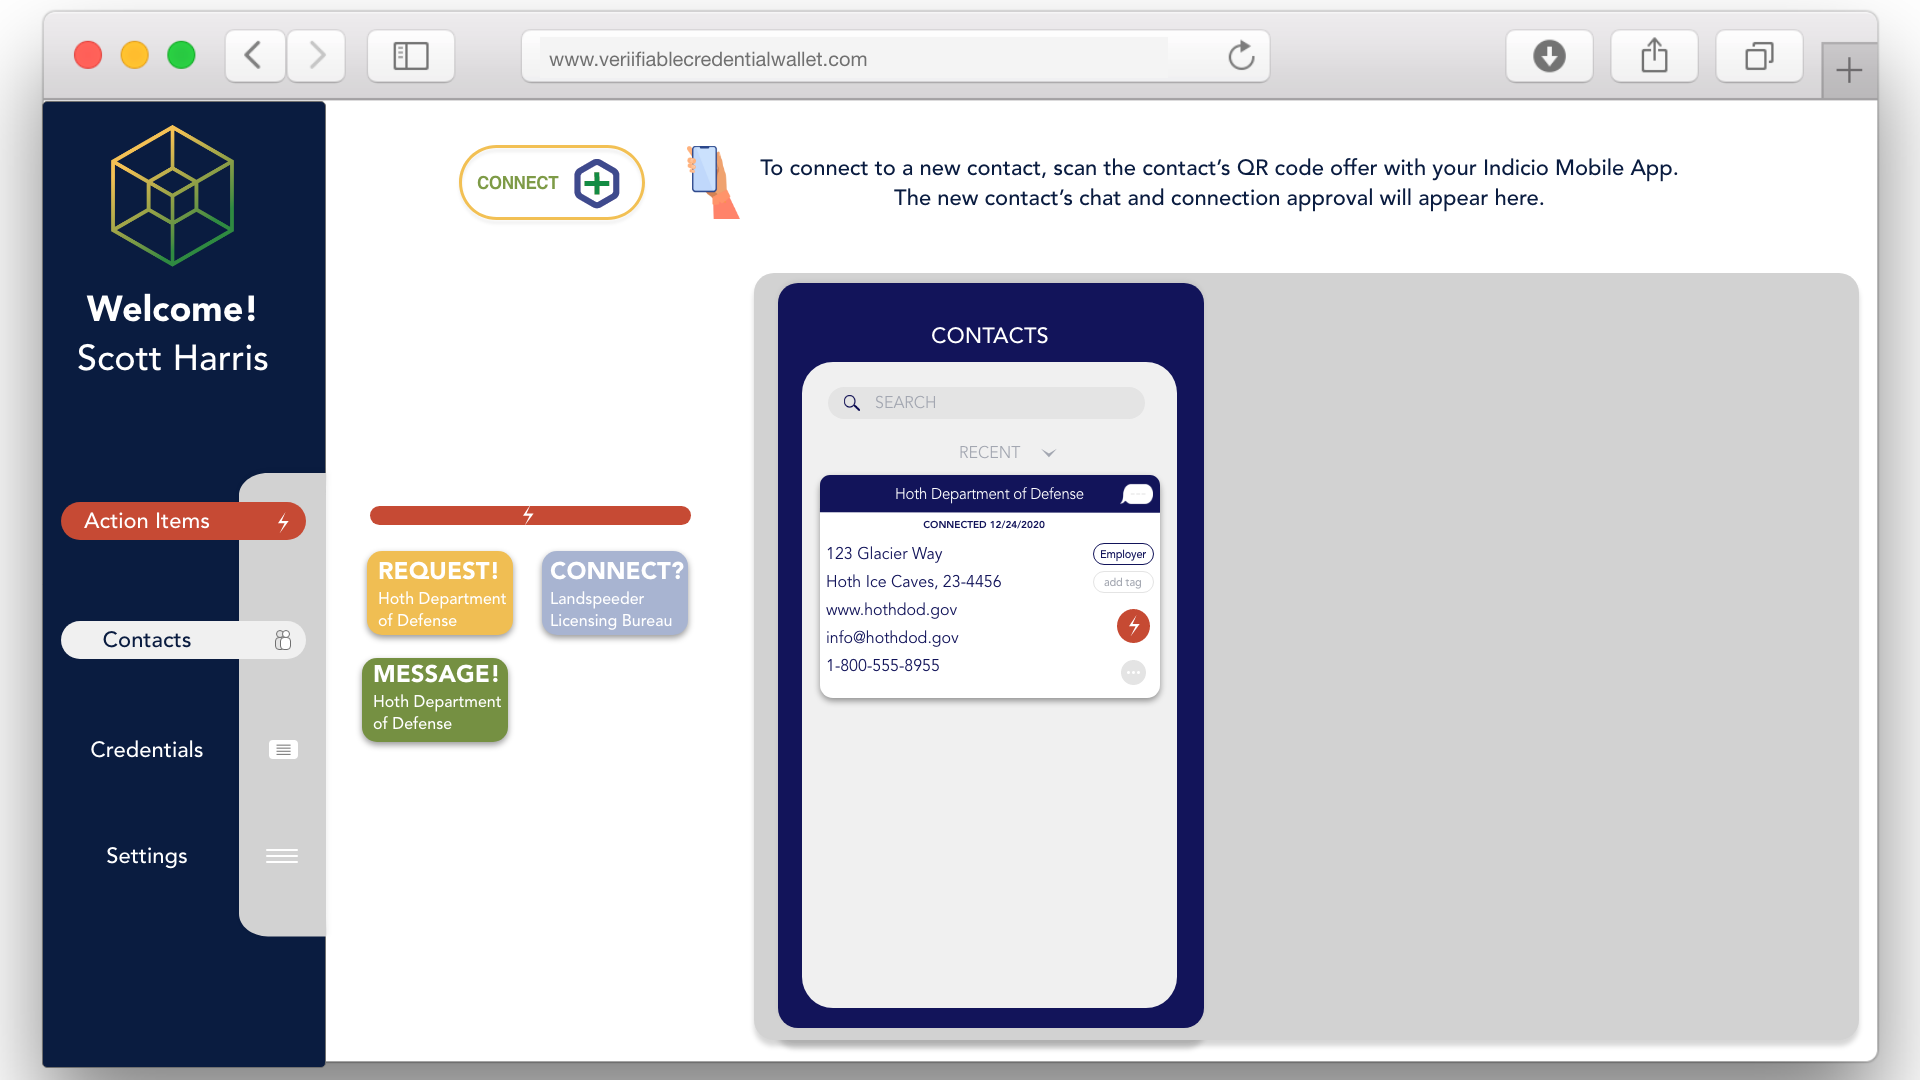 www.veriifiablecredentialwallet.com
CONNECT
To connect to a new contact, scan the contact’s QR code offer with your Indicio Mobile App.
The new contact’s chat and connection approval will appear here.
Welcome!
Scott Harris
Action Items
Contacts
Credentials
Settings
REQUEST!
Hoth Department
of Defense
CONNECT?
Landspeeder
Licensing Bureau
MESSAGE!
Hoth Department
of Defense
CONTACTS
SEARCH
RECENT
Hoth Department of Defense
CONNECTED 12/24/2020
123 Glacier Way
Employer
Hoth Ice Caves, 23-4456
add tag
www.hothdod.gov
info@hothdod.gov
1-800-555-8955